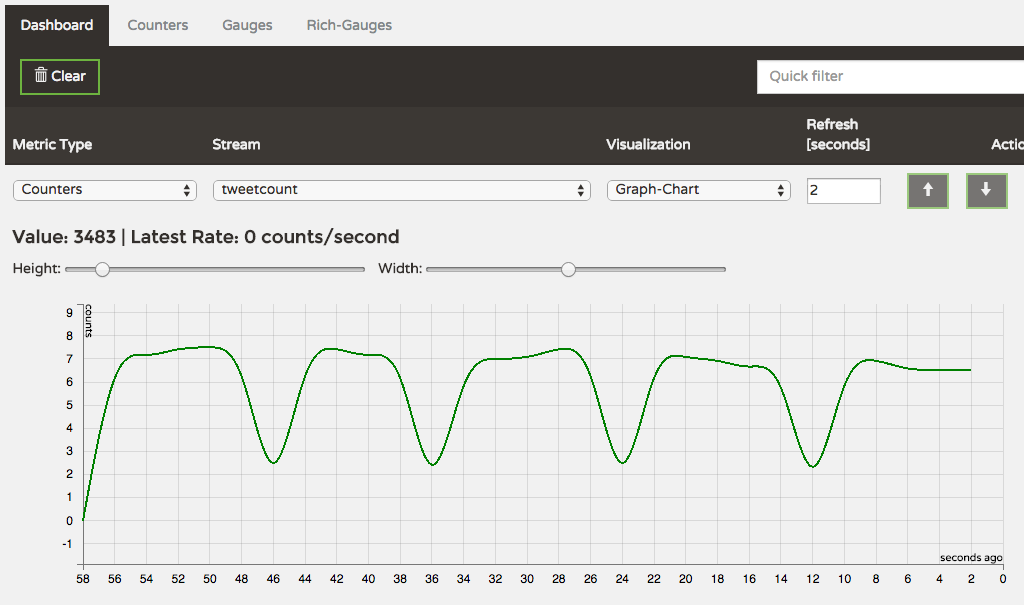 Dashboard Counters Gauges Rich-Gauges
Clear Quick filter
Metric Type Stream Visualization Refresh [seconds] Actio
Counters tweetcount Graph-Chart 2
Value: 3483 | Latest Rate: 0 counts/second
Height: Width:
counts
9
8
7
6
5
4
3
2
1
0
-1
seconds ago
58 56 54 52 50 48 46 44 42 40 38 36 34 32 30 28 26 24 22 20 18 16 14 12 10 8 6 4 2 0